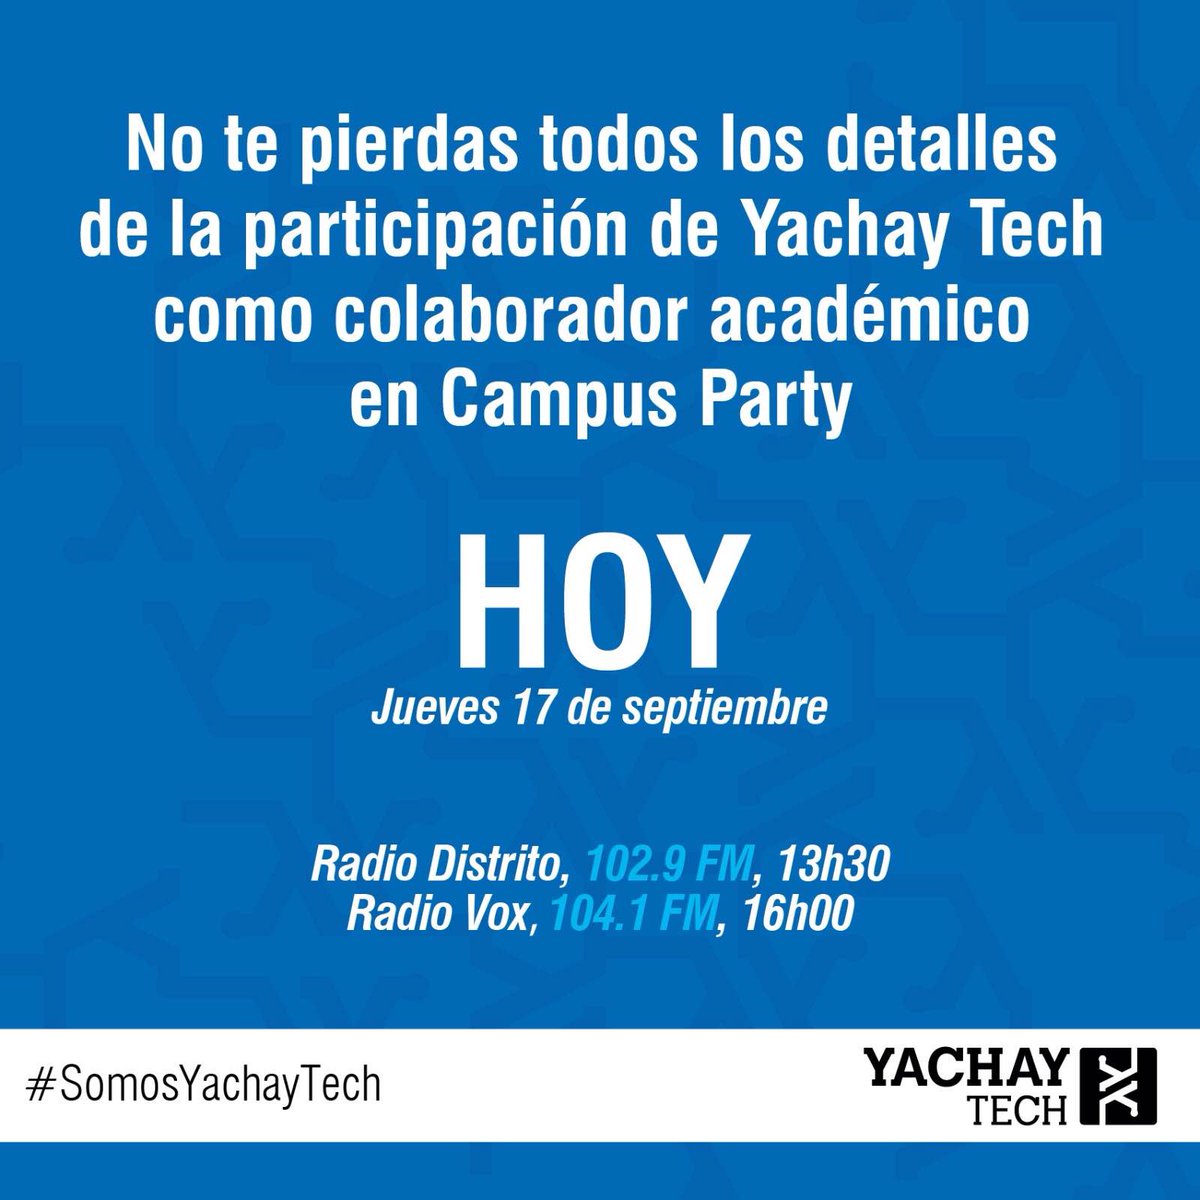 No te pierdas todos los detalles
de la participación de Yachay Tech
como colaborador académico
en Campus Party
HOY
Jueves 17 de septiembre
Radio Distrito, 102.9 FM, 13h30
Radio Vox, 104.1 FM, 16h00
#SomosYachayTech
YACHAY
TECH